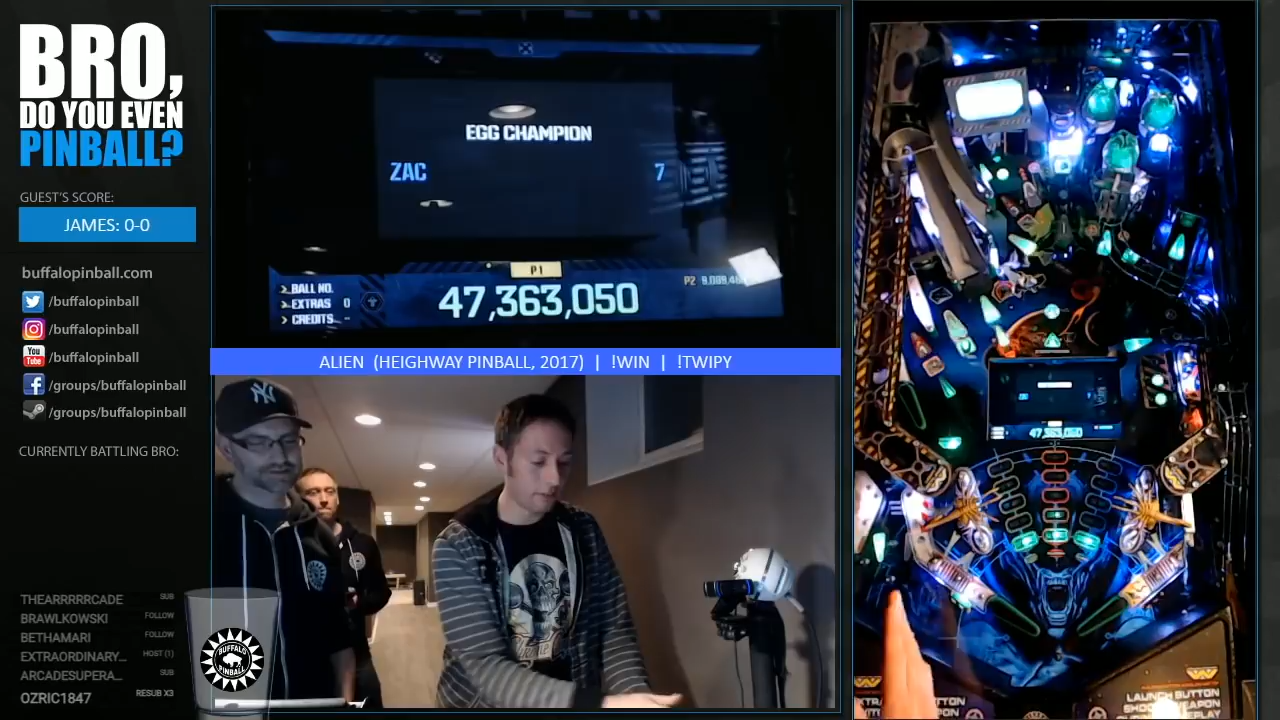 BRO,
DO YOU EVEN
PINBALL?
GUEST'S SCORE:
JAMES: 0-0
buffalopinball.com
/buffalopinball
/buffalopinball
You
Tube
/buffalopinball
/groups/buffalopinball
/groups/buffalopinball
CURRENTLY BATTLING BRO:
THEARRRRRCADE SUB
BRAWLKOWSKI FOLLOW
BETHAMARI FOLLOW
EXTRAORDINARY... HOST (1)
ARCADESUPERA... SUB
OZRIC1847 RESUB X3
BUFFALO
PINBALL
EGG CHAMPION
ZAC 7
P1
BALL NO.
EXTRAS 0
CREDITS
47,363,050
P2
ALIEN (HEIGHWAY PINBALL, 2017) | !WIN | !TWIPY
NY
47,363,050
LAUNCH BUTTON